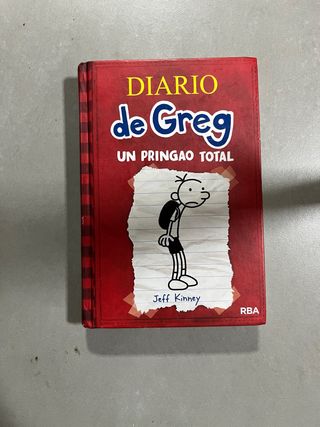 DIARIO
de Greg
UN PRINGAO TOTAL
Jeff Kinney
RBA